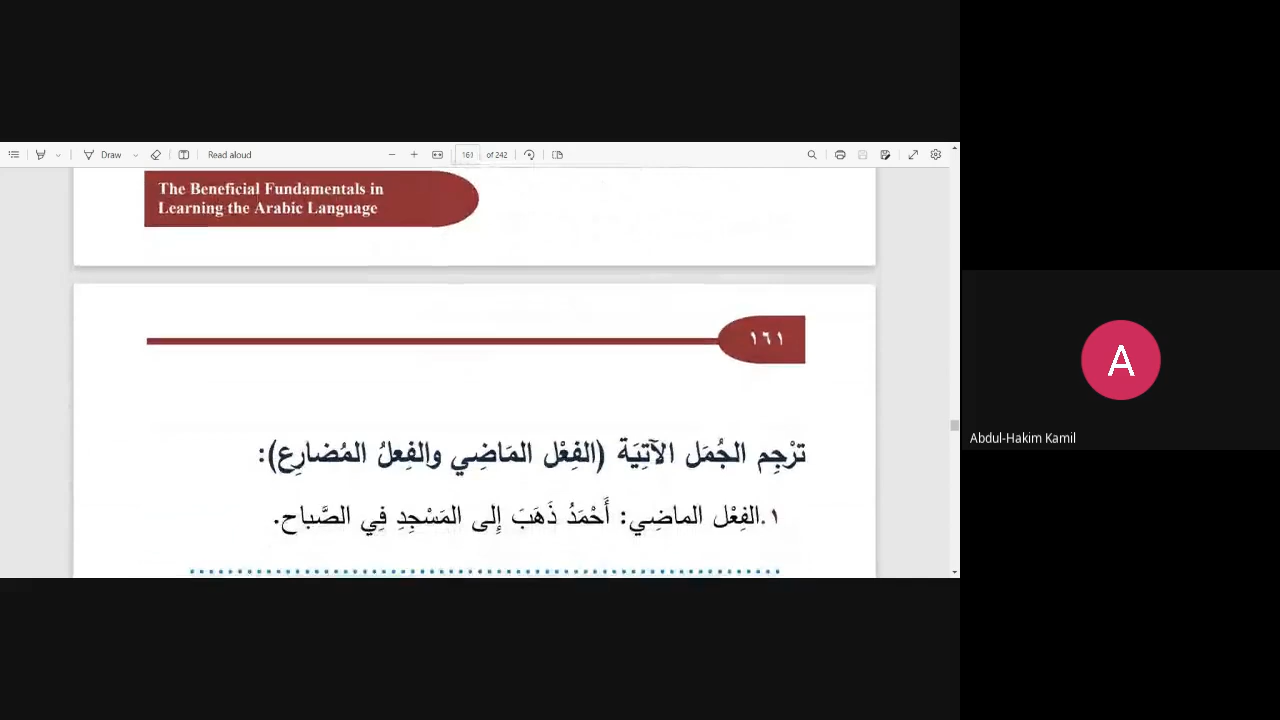 Draw
Read aloud
161 of 242
The Beneficial Fundamentals in
Learning the Arabic Language
١٦١
تَرْجِم الجُمَل الآتِيَة (الفِعْل المَاضِي والفِعلُ المُضارِع):
١.الفِعْل الماضِي: أَحْمَدُ ذَهَبَ إِلى المَسْجِدِ فِي الصَّباح.
A
Abdul-Hakim Kamil